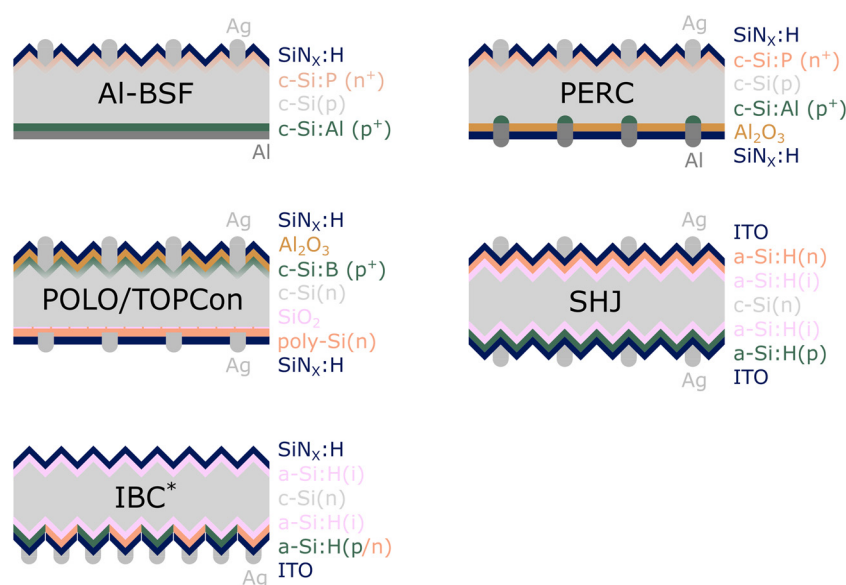 Ag
Al-BSF
SiNX:H
c-Si:P (n+)
c-Si(p)
c-Si:Al (p+)
Al
Ag
PERC
SiNX:H
c-Si:P (n+)
c-Si(p)
c-Si:Al (p+)
Al2O3
SiNX:H
Al
Ag
POLO/TOPCon
SiNX:H
Al2O3
c-Si:B (p+)
c-Si(n)
SiO2
poly-Si(n)
SiNX:H
Ag
Ag
SHJ
ITO
a-Si:H(n)
a-Si:H(i)
c-Si(n)
a-Si:H(i)
a-Si:H(p)
ITO
Ag
IBC*
SiNX:H
a-Si:H(i)
c-Si(n)
a-Si:H(i)
a-Si:H(p/n)
ITO
Ag